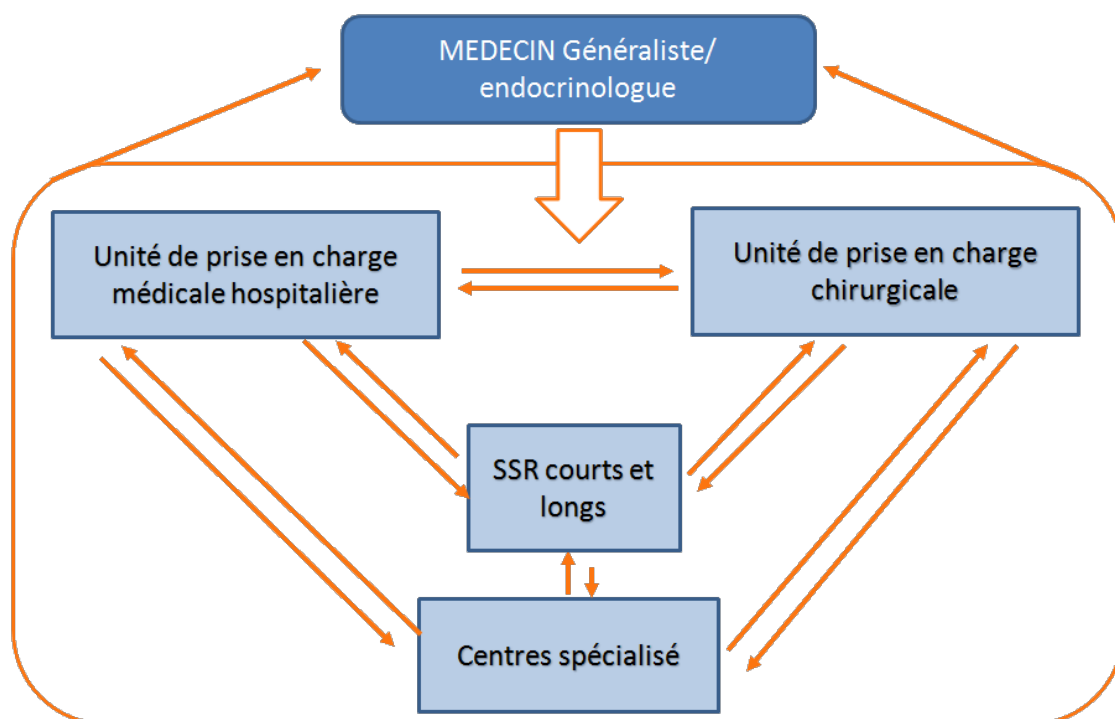 MEDECIN Généraliste/
endocrinologue
Unité de prise en charge
médicale hospitalière
Unité de prise en charge
chirurgicale
SSR courts et
longs
Centres spécialisé